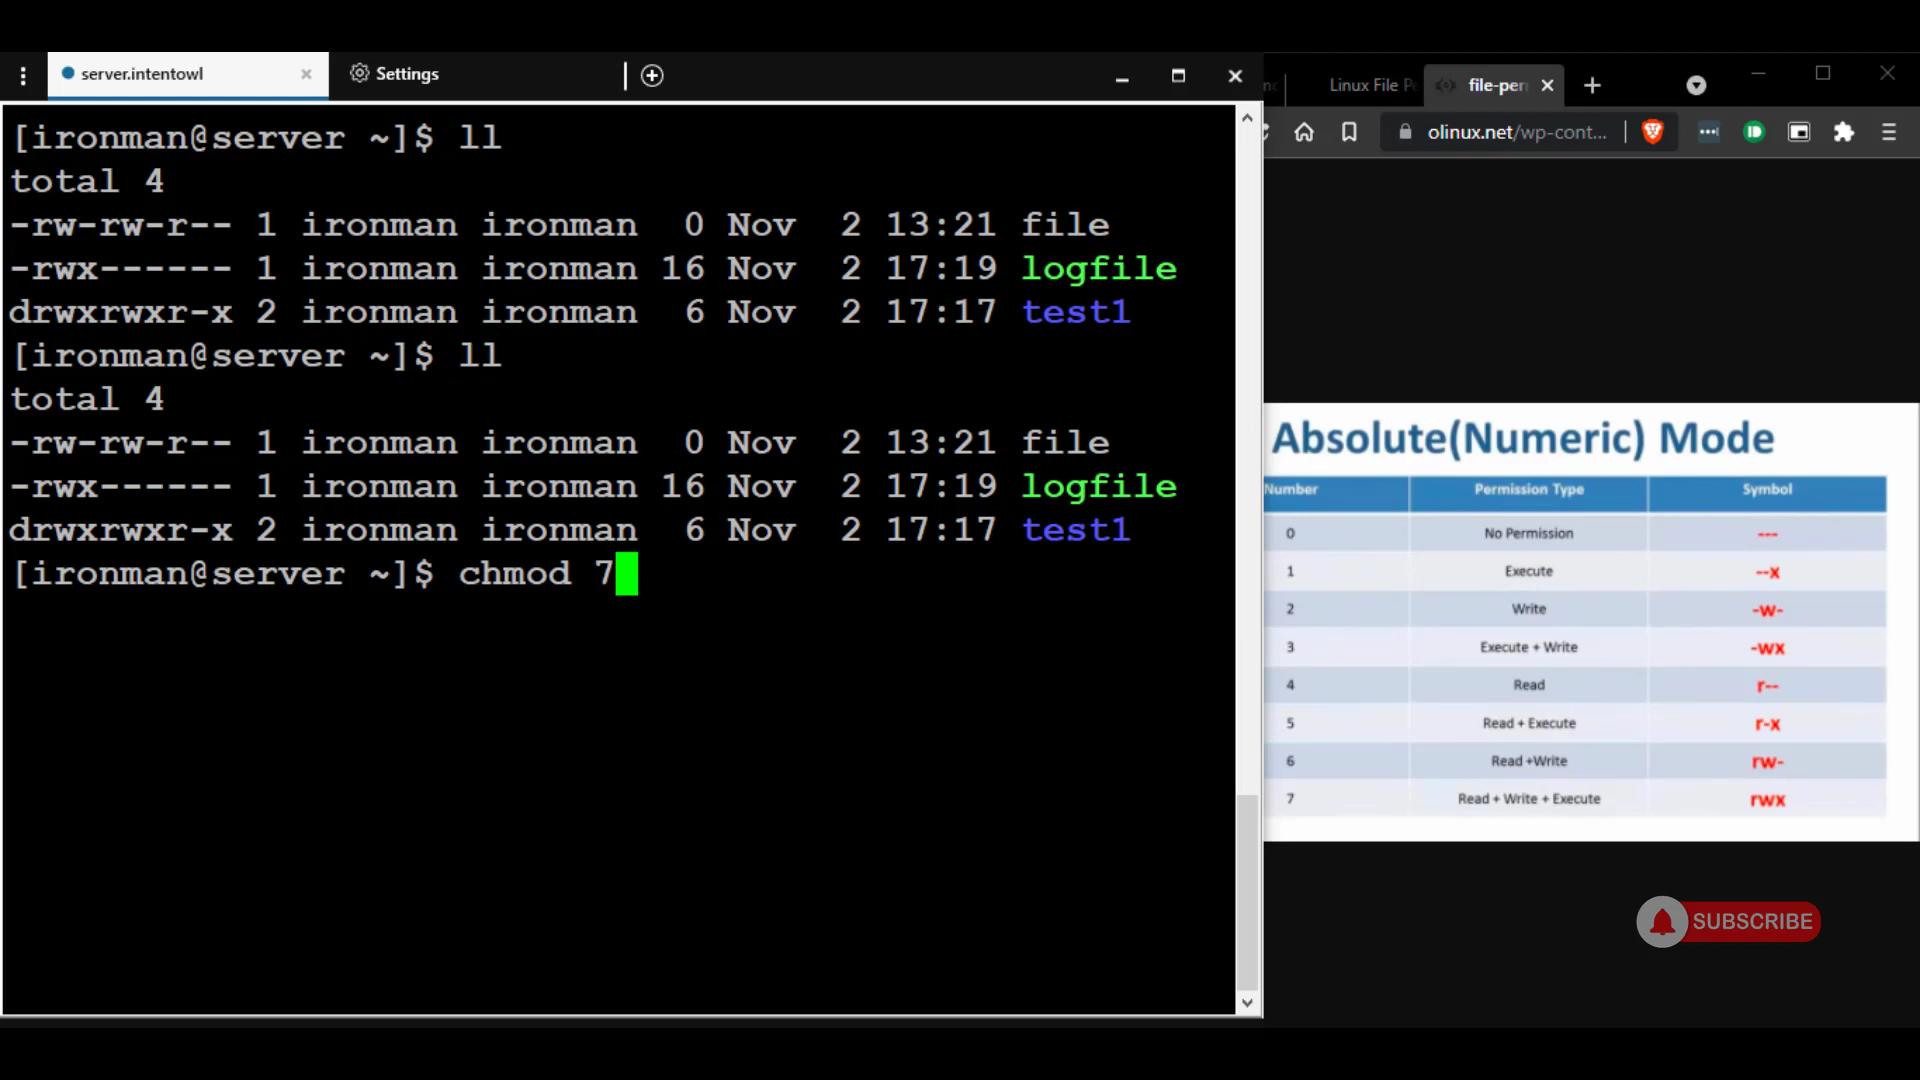 server.intentowl
Settings
[ironman@server ~]$ ll
total 4
-rw-rw-r-- 1 ironman ironman  0 Nov  2 13:21 file
-rwx------ 1 ironman ironman 16 Nov  2 17:19 logfile
drwxrwxr-x 2 ironman ironman  6 Nov  2 17:17 test1
[ironman@server ~]$ ll
total 4
-rw-rw-r-- 1 ironman ironman  0 Nov  2 13:21 file
-rwx------ 1 ironman ironman 16 Nov  2 17:19 logfile
drwxrwxr-x 2 ironman ironman  6 Nov  2 17:17 test1
[ironman@server ~]$ chmod 7
Linux File Pe
file-per
olinux.net/wp-cont...
Absolute(Numeric) Mode
Number Permission Type Symbol
0 No Permission ---
1 Execute --x
2 Write -w-
3 Execute + Write -wx
4 Read r--
5 Read + Execute r-x
6 Read +Write rw-
7 Read + Write + Execute rwx
SUBSCRIBE